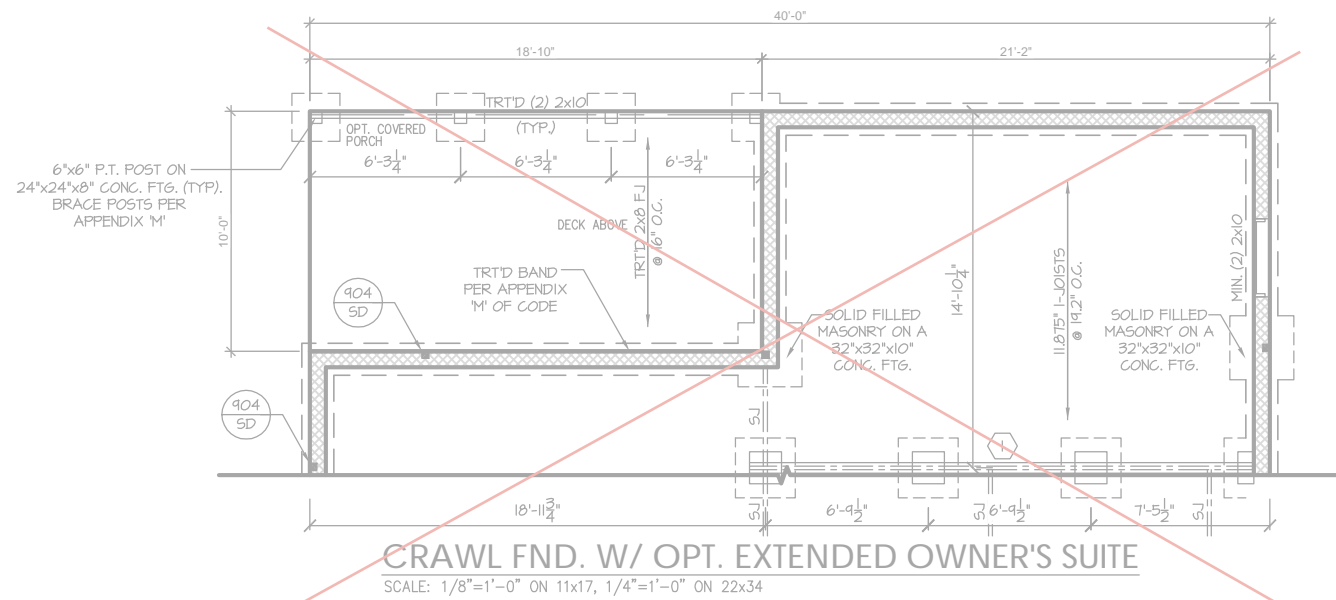 40'-0"
18'-10"
21'-2"
TRT'D (2) 2x10
(TYP.)
OPT. COVERED
PORCH
6'-3 1/4"
6'-3 1/4"
6'-3 1/4"
6"x6" P.T. POST ON
24"x24"x8" CONC. FTG. (TYP).
BRACE POSTS PER
APPENDIX 'M'
10'-0"
DECK ABOVE
TRT'D 2x8 FJ
@ 16" O.C.
TRT'D BAND
PER APPENDIX
'M' OF CODE
904
SD
904
SD
SOLID FILLED
MASONRY ON A
32"x32"x10"
CONC. FTG.
14'-10 1/4"
11.875" I-JOISTS
@ 19.2" O.C.
MIN. (2) 2x10
SOLID FILLED
MASONRY ON A
32"x32"x10"
CONC. FTG.
SJ
1
18'-11 3/4"
SJ
6'-9 1/2"
SJ
6'-9 1/2"
7'-5 1/2"
SJ
CRAWL FND. W/ OPT. EXTENDED OWNER'S SUITE
SCALE: 1/8"=1'-0" ON 11x17, 1/4"=1'-0" ON 22x34